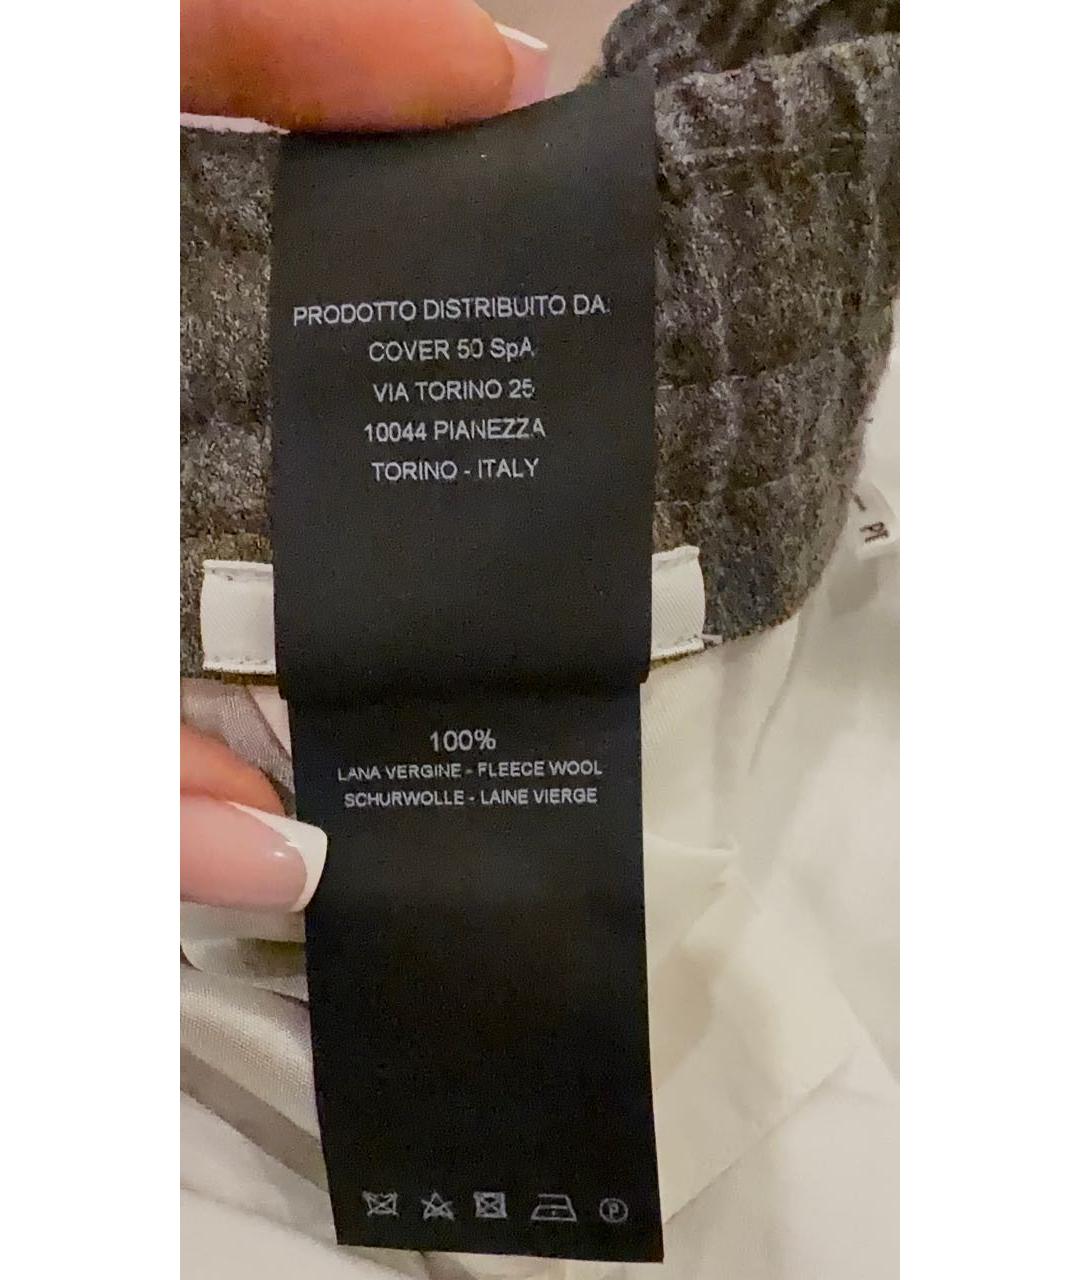 PRODOTTO DISTRIBUITO DA:
COVER 50 SpA
VIA TORINO 25
10044 PIANEZZA
TORINO - ITALY
PT
100%
LANA VERGINE - FLEECE WOOL
SCHURWOLLE - LAINE VIERGE
P